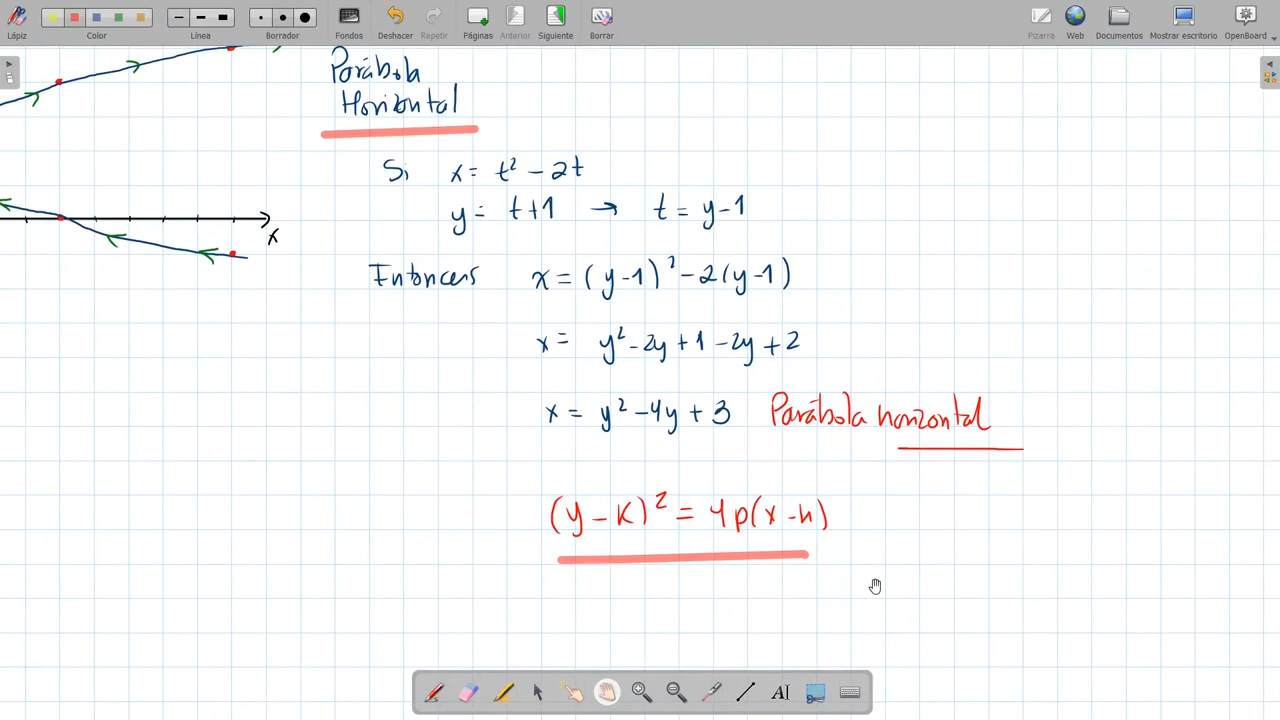 Lápiz
Color
Línea
Borrador
Fondos
Deshacer
Repetir
Páginas
Anterior
Siguiente
Borrar
Pizarra
Web
Documentos
Mostrar escritorio
OpenBoard
Parábola
Horizontal
Si x = t² - 2t
y = t+1 → t = y-1
x
Entonces x = (y-1)² - 2(y-1)
x = y² - 2y + 1 - 2y + 2
x = y² - 4y + 3 Parábola horizontal
(y - k)² = 4p(x - h)
AI